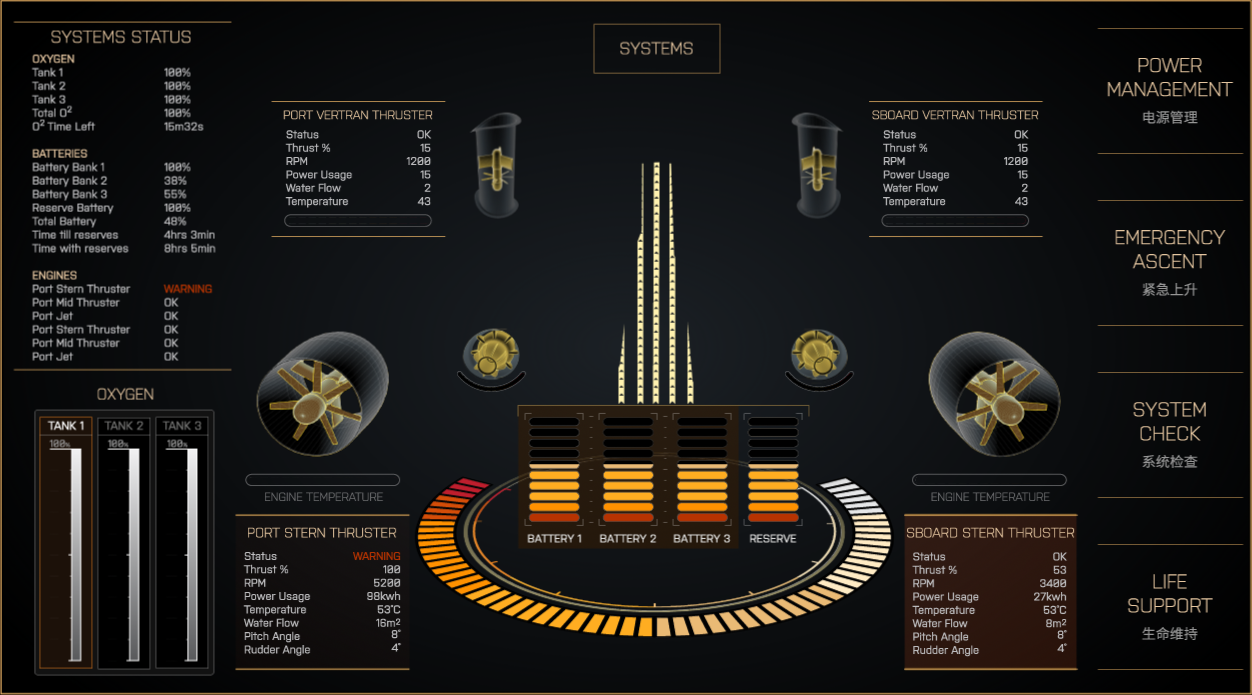 SYSTEMS STATUS
OXYGEN
Tank 1 100%
Tank 2 100%
Tank 3 100%
Total O² 100%
O² Time Left 15m32s
BATTERIES
Battery Bank 1 100%
Battery Bank 2 38%
Battery Bank 3 55%
Reserve Battery 100%
Total Battery 48%
Time till reserves 4hrs 3min
Time with reserves 8hrs 5min
ENGINES
Port Stern Thruster WARNING
Port Mid Thruster OK
Port Jet OK
Port Stern Thruster OK
Port Mid Thruster OK
Port Jet OK
OXYGEN
TANK 1 TANK 2 TANK 3
100% 100% 100%
SYSTEMS
PORT VERTRAN THRUSTER
Status OK
Thrust % 15
RPM 1200
Power Usage 15
Water Flow 2
Temperature 43
SBOARD VERTRAN THRUSTER
Status OK
Thrust % 15
RPM 1200
Power Usage 15
Water Flow 2
Temperature 43
ENGINE TEMPERATURE
PORT STERN THRUSTER
Status WARNING
Thrust % 100
RPM 5200
Power Usage 98kwh
Temperature 53°C
Water Flow 16m²
Pitch Angle 8°
Rudder Angle 4°
BATTERY 1 BATTERY 2 BATTERY 3 RESERVE
ENGINE TEMPERATURE
SBOARD STERN THRUSTER
Status OK
Thrust % 53
RPM 3400
Power Usage 27kwh
Temperature 53°C
Water Flow 8m²
Pitch Angle 8°
Rudder Angle 4°
POWER
MANAGEMENT
电源管理
EMERGENCY
ASCENT
紧急上升
SYSTEM
CHECK
系统检查
LIFE
SUPPORT
生命维持